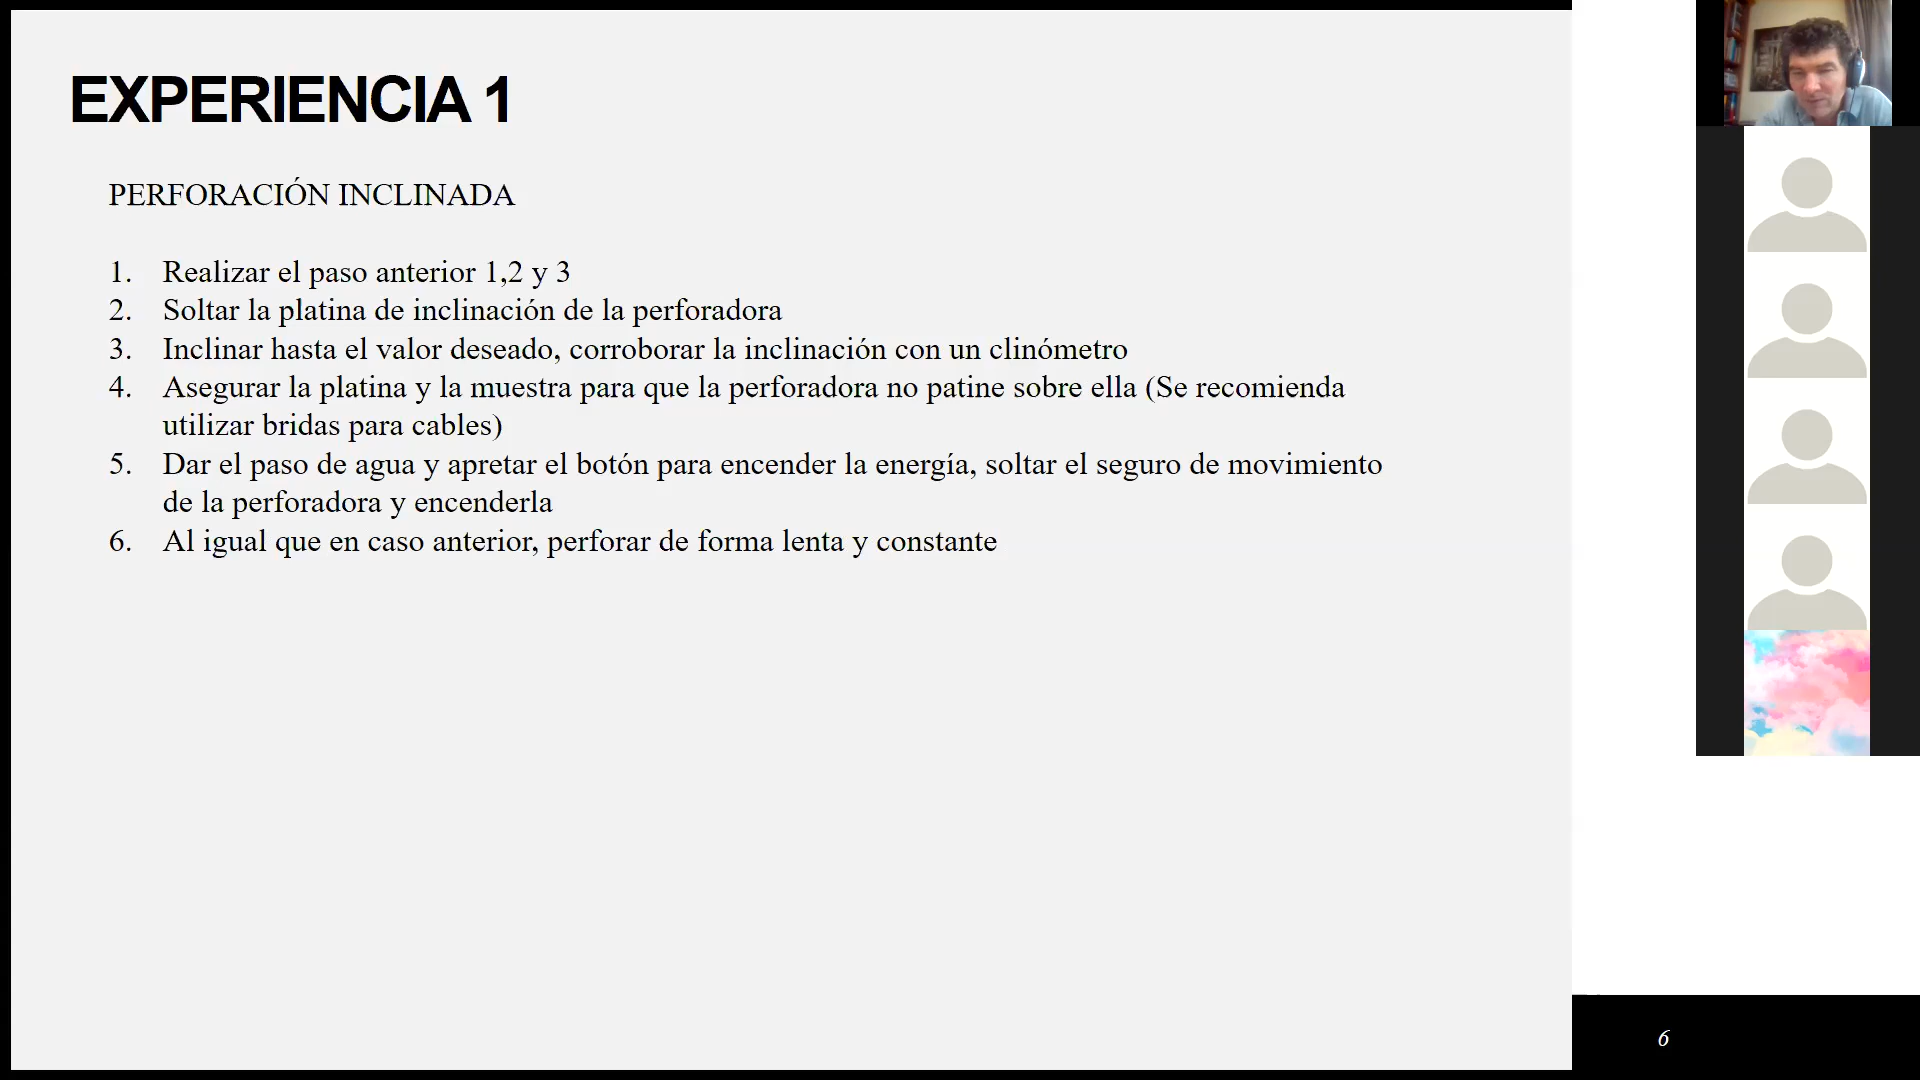 EXPERIENCIA 1
PERFORACIÓN INCLINADA
1. Realizar el paso anterior 1,2 y 3
2. Soltar la platina de inclinación de la perforadora
3. Inclinar hasta el valor deseado, corroborar la inclinación con un clinómetro
4. Asegurar la platina y la muestra para que la perforadora no patine sobre ella (Se recomienda
utilizar bridas para cables)
5. Dar el paso de agua y apretar el botón para encender la energía, soltar el seguro de movimiento
de la perforadora y encenderla
6. Al igual que en caso anterior, perforar de forma lenta y constante
6